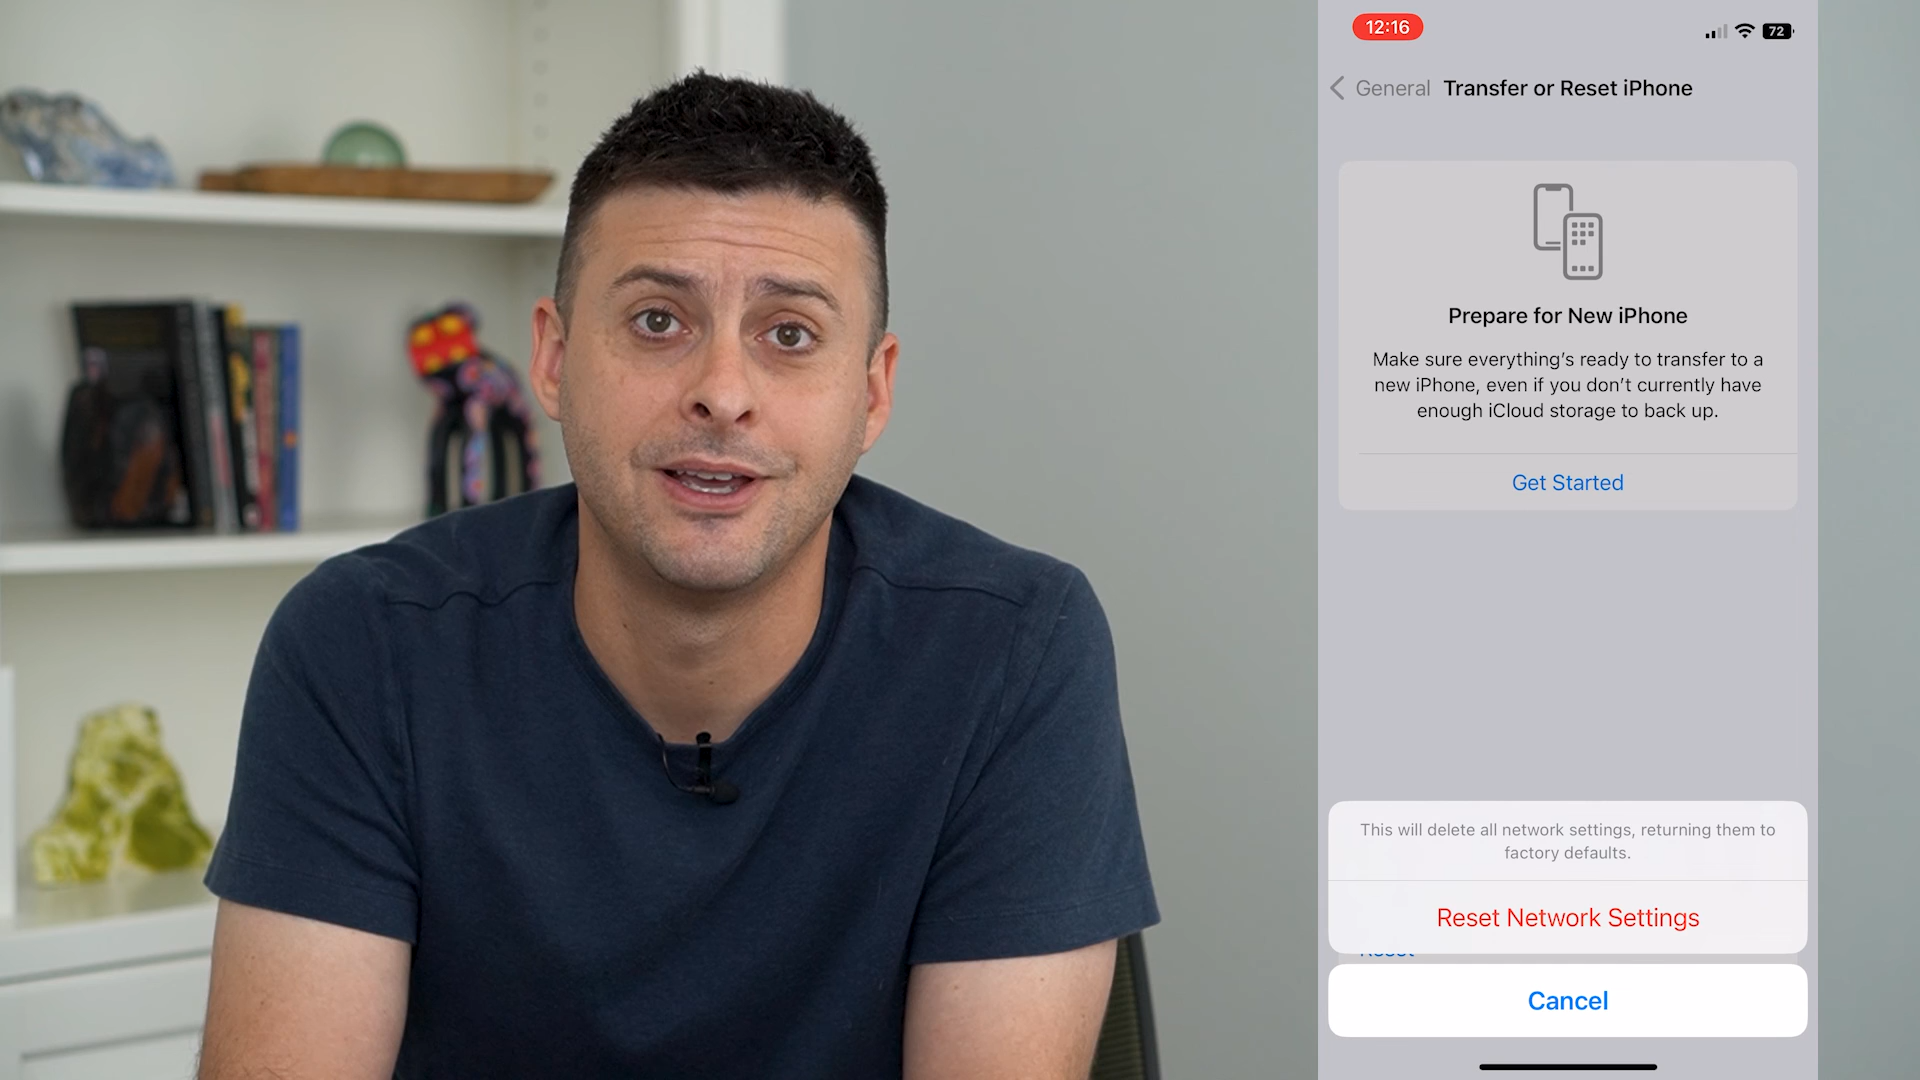 12:16
72
General Transfer or Reset iPhone
Prepare for New iPhone
Make sure everything's ready to transfer to a
new iPhone, even if you don't currently have
enough iCloud storage to back up.
Get Started
This will delete all network settings, returning them to
factory defaults.
Reset Network Settings
Reset
Cancel